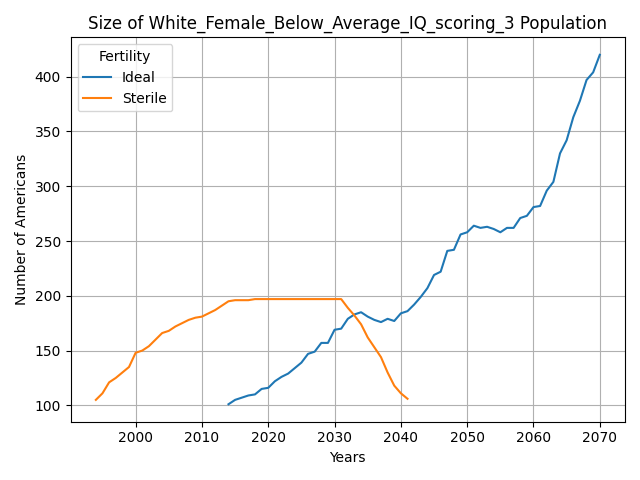 Size of White_Female_Below_Average_IQ_scoring_3 Population
Fertility
Ideal
Sterile
Number of Americans
400
350
300
250
200
150
100
2000 2010 2020 2030 2040 2050 2060 2070
Years